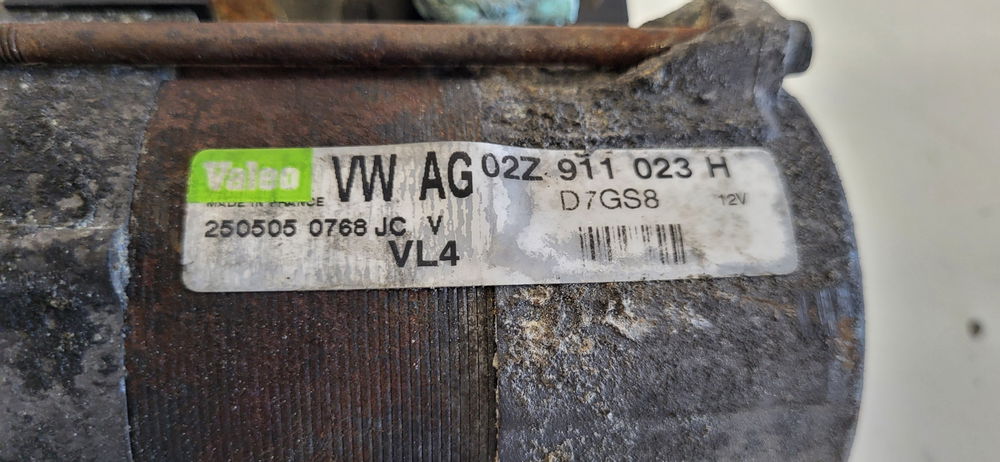 Valeo VW AG 02Z 911 023 H
MADE IN FRANCE D7GS8 12V
250505 0768 JC V
VL4